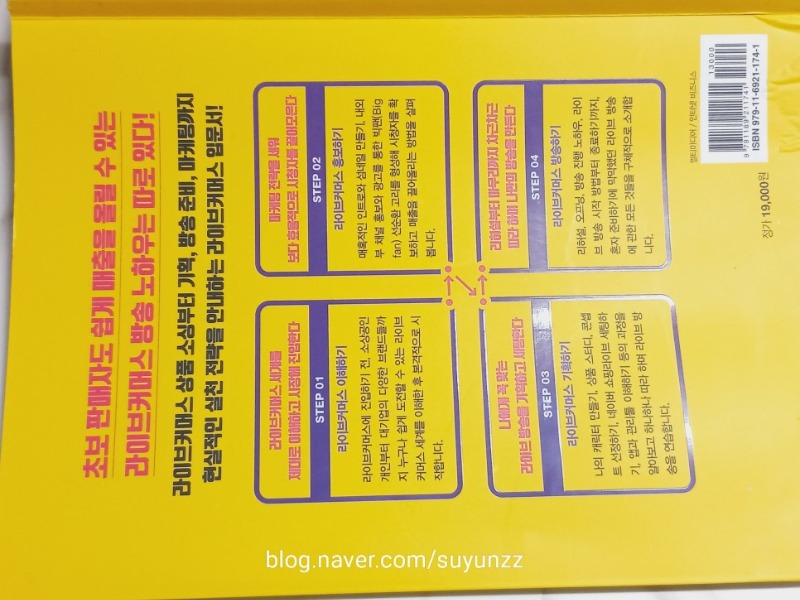 초보 판매자도 쉽게 매출을 올릴 수 있는
라이브커머스 방송 노하우는 따로 있다!
라이브커머스 상품 소싱부터 기획, 방송 준비, 마케팅까지
현실적인 실천 전략을 안내하는 라이브커머스 입문서!
라이브커머스 세계를
제대로 이해하고 시장에 진입한다
STEP 01
라이브커머스 이해하기
라이브커머스에 진입하기 전, 소상공인
개인부터 대기업의 다양한 브랜드들까
지 누구나 쉽게 도전할 수 있는 라이브
커머스 세계를 이해한 후 본격적으로 시
작합니다.
마케팅 전략을 세워
보다 효율적으로 시청자를 끌어모은다
STEP 02
라이브커머스 홍보하기
매혹적인 인트로와 섬네일 만들기, 내외
부 채널 홍보와 광고를 통한 빅팬(Big
fan) 선순환 고리를 형성해 시청자를 확
보하고 매출을 끌어올리는 방법을 살펴
봅니다.
나에게 꼭 맞는
라이브 방송을 기획하고 세팅한다
STEP 03
라이브커머스 기획하기
나의 캐릭터 만들기, 상품 스터디, 콘셉
트 선정하기, 네이버 쇼핑라이브 세팅하
기, 앱과 관리툴 이해하기 등의 과정을
알아보고 하나하나 따라 하며 라이브 방
송을 연습합니다.
리허설부터 마무리까지 차근차근
따라 하며 나만의 방송을 만든다
STEP 04
라이브커머스 방송하기
리허설, 오프닝, 방송 진행 노하우, 라이
브 방송 시작 방법부터 종료하기까지,
혼자 준비하기에 막막했던 라이브 방송
에 관한 모든 것들을 구체적으로 소개합
니다.
멀티미디어 / 인터넷 비즈니스
13000
9 791169 211741
ISBN 979-11-6921-174-1
정가 19,000원
blog.naver.com/suyunzz